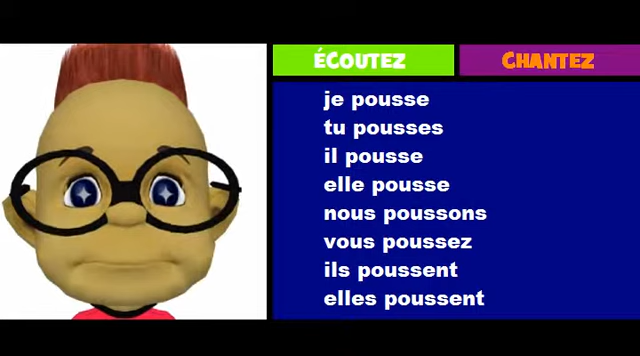 ÉCOUTEZ
CHANTEZ
je pousse
tu pousses
il pousse
elle pousse
nous poussons
vous poussez
ils poussent
elles poussent